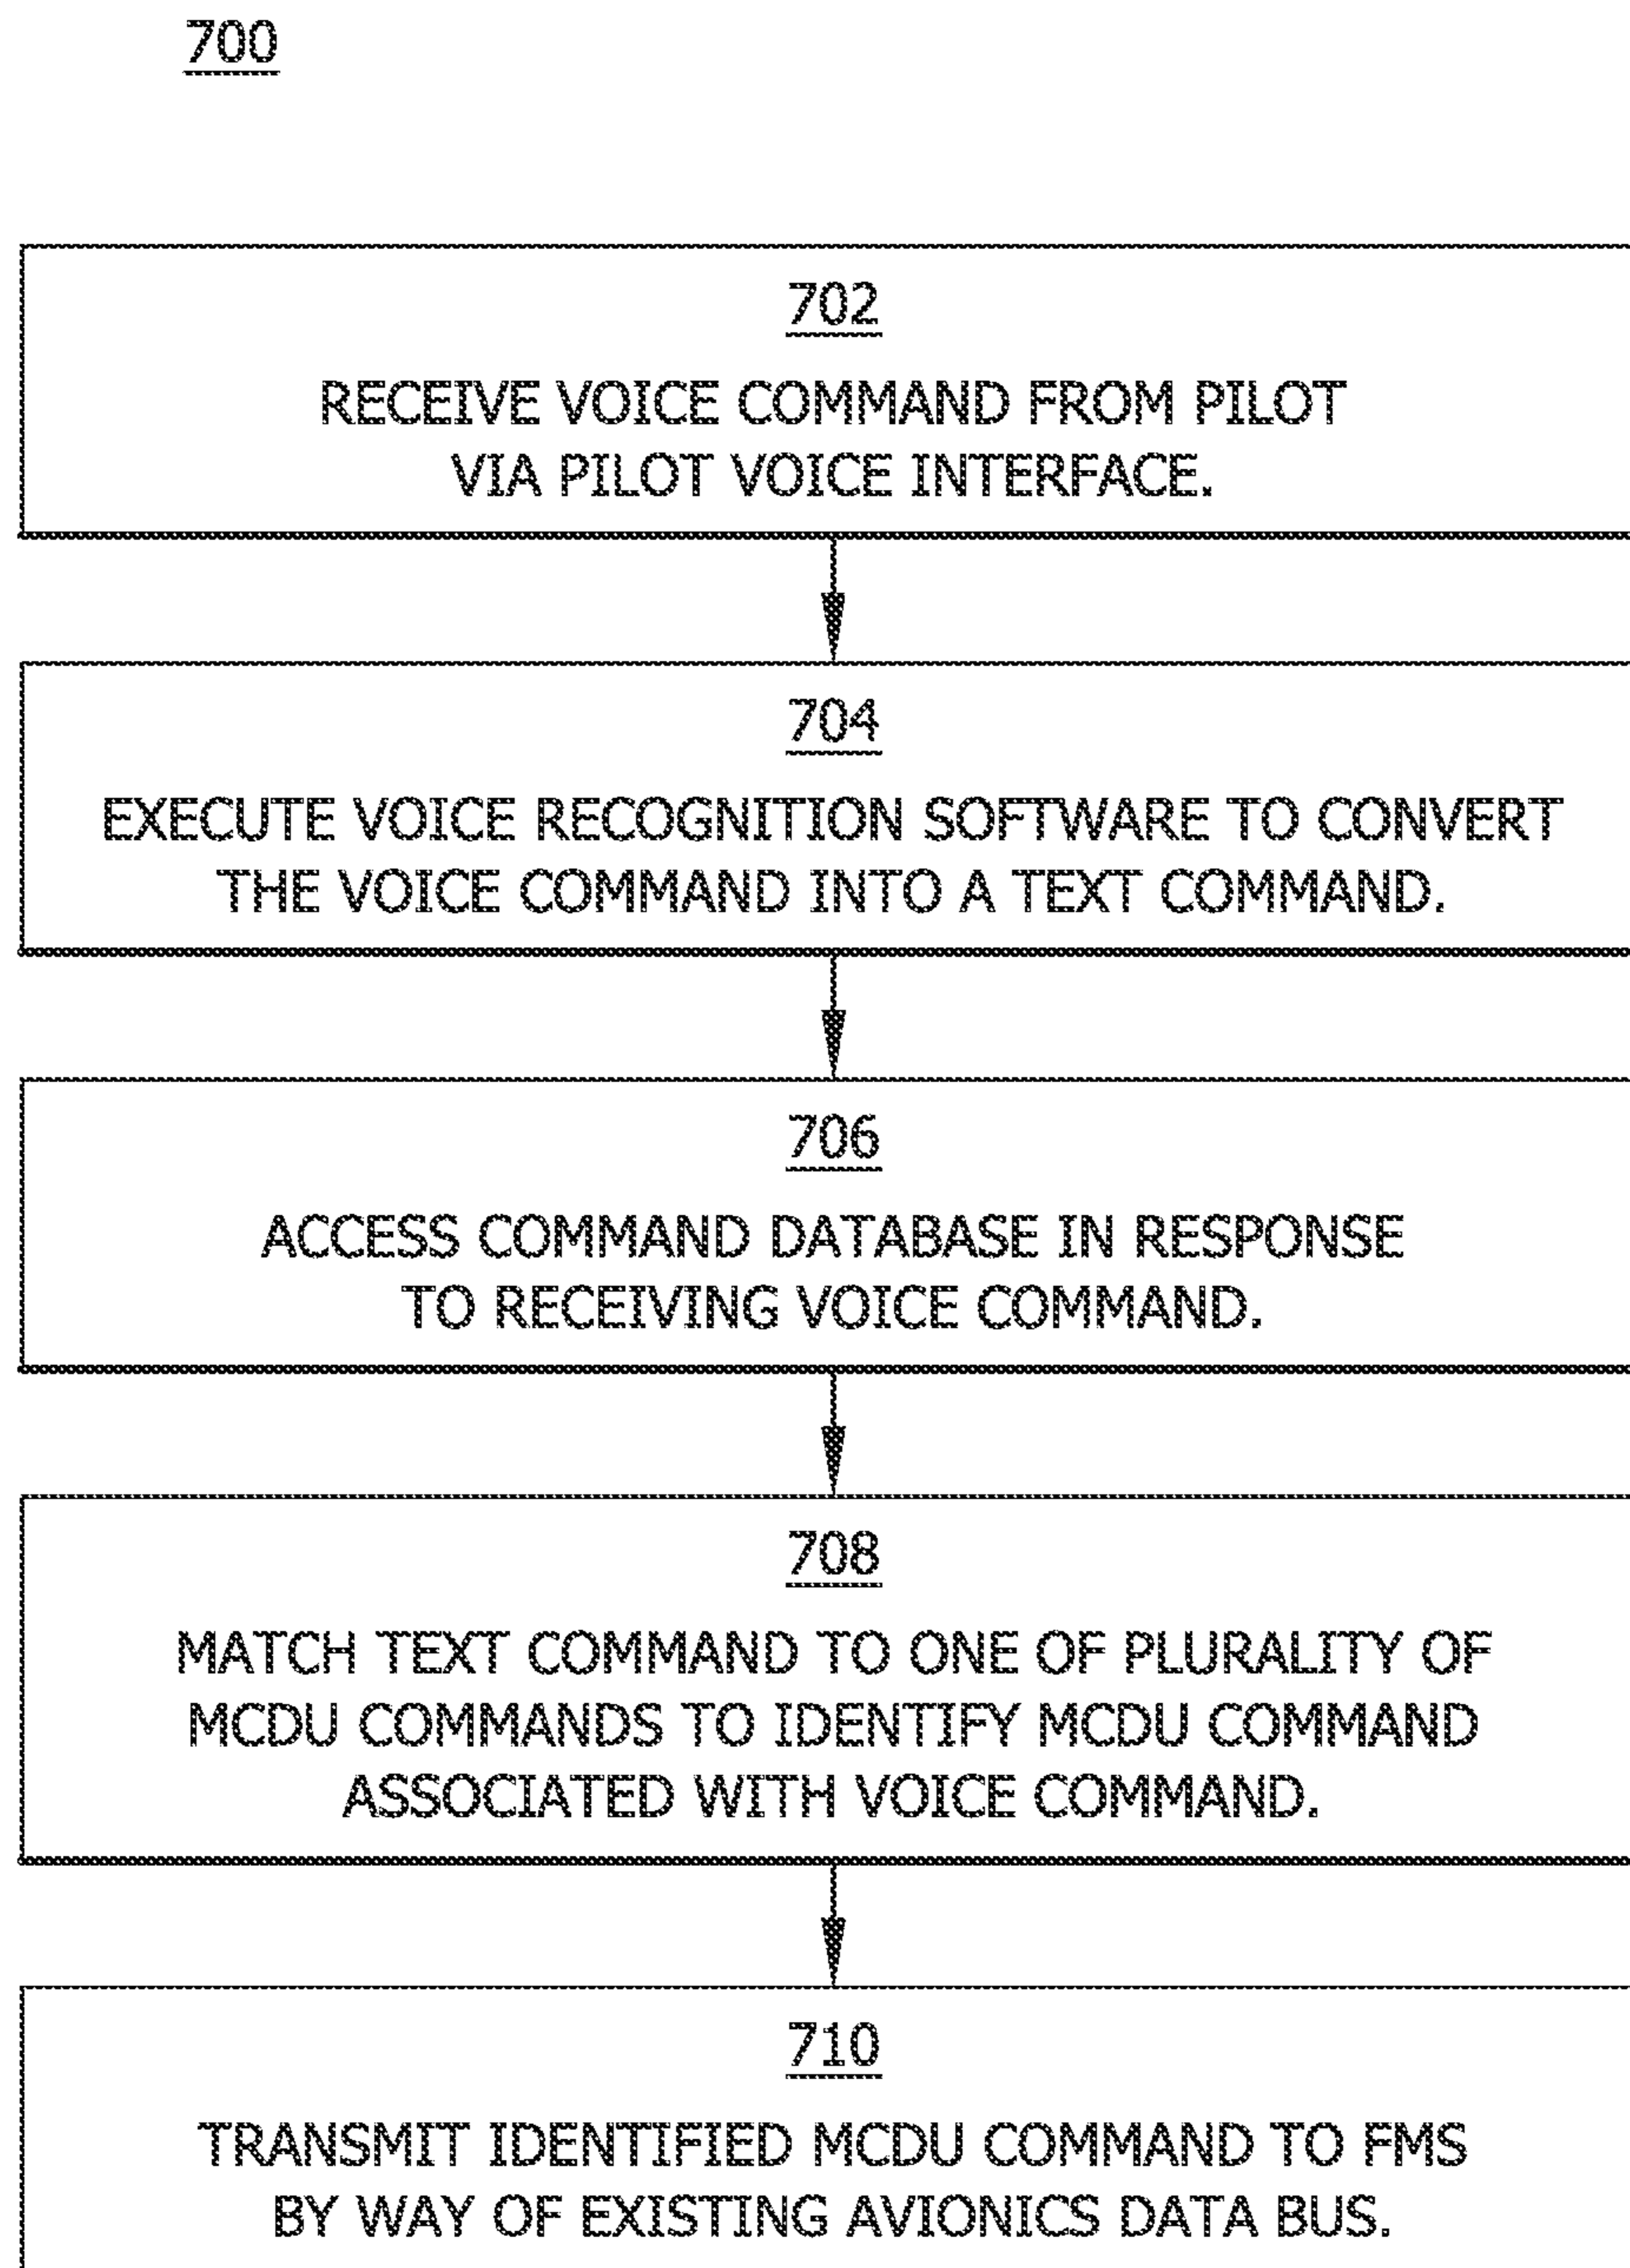 700
702
RECEIVE VOICE COMMAND FROM PILOT
VIA PILOT VOICE INTERFACE.
704
EXECUTE VOICE RECOGNITION SOFTWARE TO CONVERT
THE VOICE COMMAND INTO A TEXT COMMAND.
706
ACCESS COMMAND DATABASE IN RESPONSE
TO RECEIVING VOICE COMMAND.
708
MATCH TEXT COMMAND TO ONE OF PLURALITY OF
MCDU COMMANDS TO IDENTIFY MCDU COMMAND
ASSOCIATED WITH VOICE COMMAND.
710
TRANSMIT IDENTIFIED MCDU COMMAND TO FMS
BY WAY OF EXISTING AVIONICS DATA BUS.